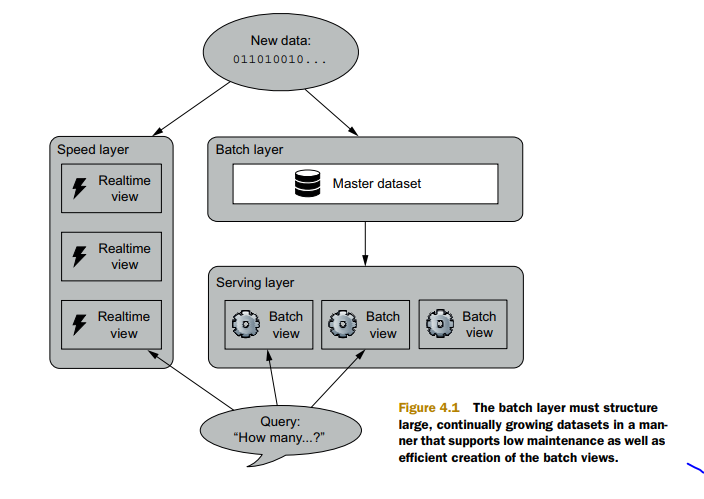 New data:
011010010...
Speed layer
Realtime
view
Realtime
view
Realtime
view
Batch layer
Master dataset
Serving layer
Batch
view
Batch
view
Batch
view
Query:
“How many...?”
Figure 4.1 The batch layer must structure
large, continually growing datasets in a man-
ner that supports low maintenance as well as
efficient creation of the batch views.